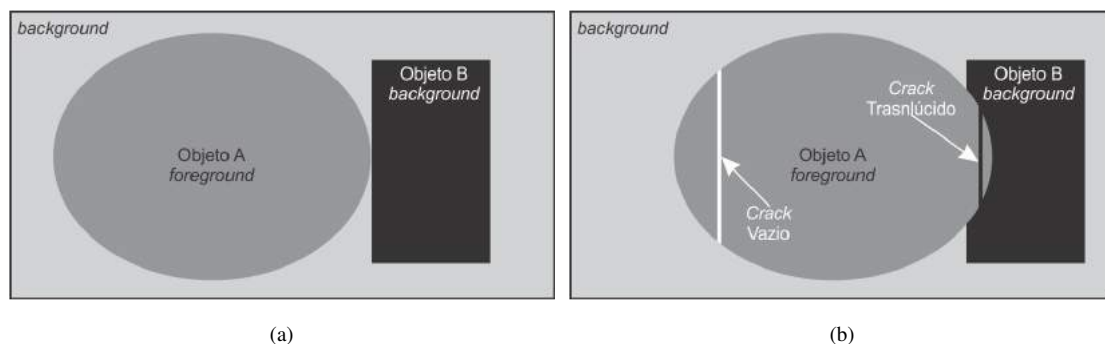 background
Objeto B
background
Objeto A
foreground
(a)
background
Objeto B
background
Crack
Trasnlúcido
Objeto A
foreground
Crack
Vazio
(b)